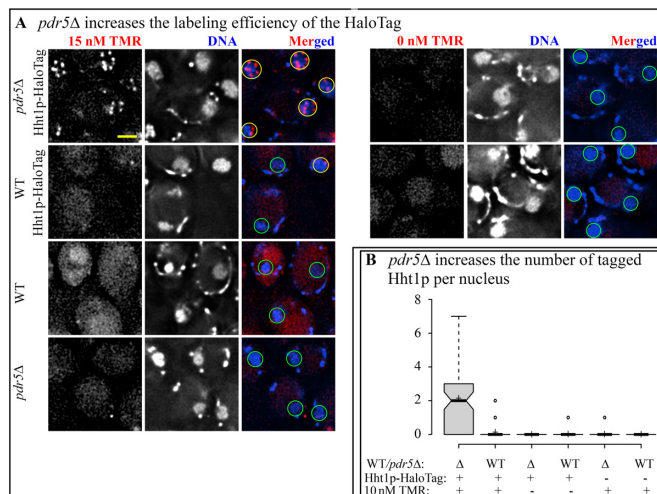 A pdr5Δ increases the labeling efficiency of the HaloTag
15 nM TMR DNA Merged
0 nM TMR DNA Merged
pdr5Δ
Hht1p-HaloTag
WT
Hht1p-HaloTag
WT
pdr5Δ
B pdr5Δ increases the number of tagged
Hht1p per nucleus
8
6
4
2
0
WT/pdr5Δ: Δ WT Δ WT Δ WT
Hht1p-HaloTag: + + + + - -
10 nM TMR: + + - - + +